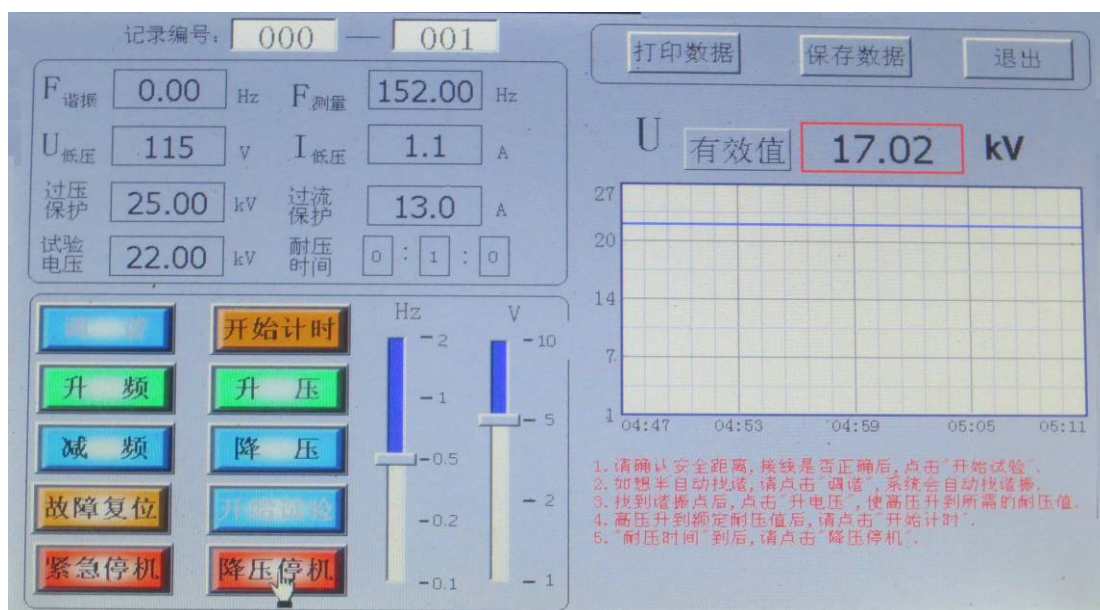 记录编号: 000 — 001
打印数据 保存数据 退出
F谐振 0.00 Hz F测量 152.00 Hz
U低压 115 V I低压 1.1 A
过压保护 25.00 kV 过流保护 13.0 A
试验电压 22.00 kV 耐压时间 0 : 1 : 0
U 有效值 17.02 kV
27
20
14
7
1
04:47 04:53 04:59 05:05 05:11
Hz V
2 10
1
5
0.5
2
0.2
0.1 1
调 谐 开始计时
升 频 升 压
减 频 降 压
故障复位 开始试验
紧急停机 降压停机
1. 请确认安全距离, 接线是否正确后, 点击"开始试验".
2. 如想半自动找谐, 请点击"调谐", 系统会自动找谐振.
3. 找到谐振点后, 点击"升电压", 使高压升到所需的耐压值.
4. 高压升到额定耐压值后, 请点击"开始计时".
5. "耐压时间"到后, 请点击"降压停机".